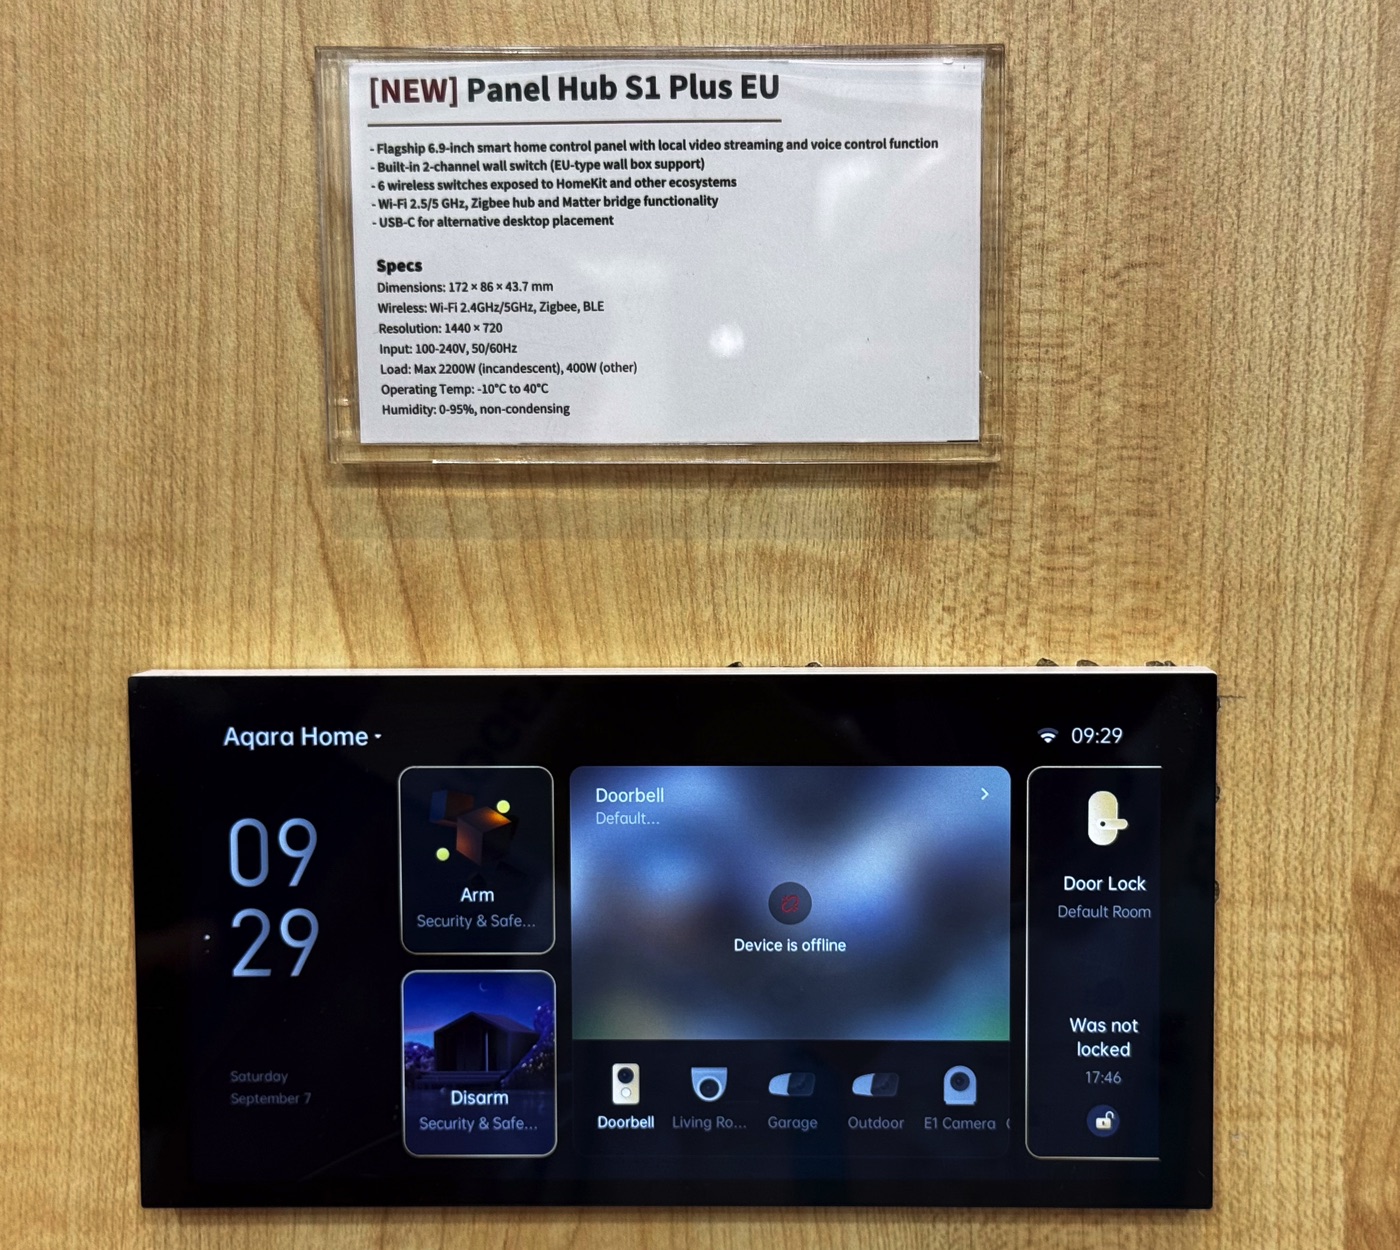 [NEW] Panel Hub S1 Plus EU
- Flagship 6.9-inch smart home control panel with local video streaming and voice control function
- Built-in 2-channel wall switch (EU-type wall box support)
- 6 wireless switches exposed to HomeKit and other ecosystems
- Wi-Fi 2.5/5 GHz, Zigbee hub and Matter bridge functionality
- USB-C for alternative desktop placement
Specs
Dimensions: 172 × 86 × 43.7 mm
Wireless: Wi-Fi 2.4GHz/5GHz, Zigbee, BLE
Resolution: 1440 × 720
Input: 100-240V, 50/60Hz
Load: Max 2200W (incandescent), 400W (other)
Operating Temp: -10°C to 40°C
Humidity: 0-95%, non-condensing
Aqara Home
09:29
09
29
Saturday
September 7
Arm
Security & Safe...
Disarm
Security & Safe...
Doorbell
Default...
Device is offline
Doorbell
Living Ro...
Garage
Outdoor
E1 Camera
Door Lock
Default Room
Was not
locked
17:46